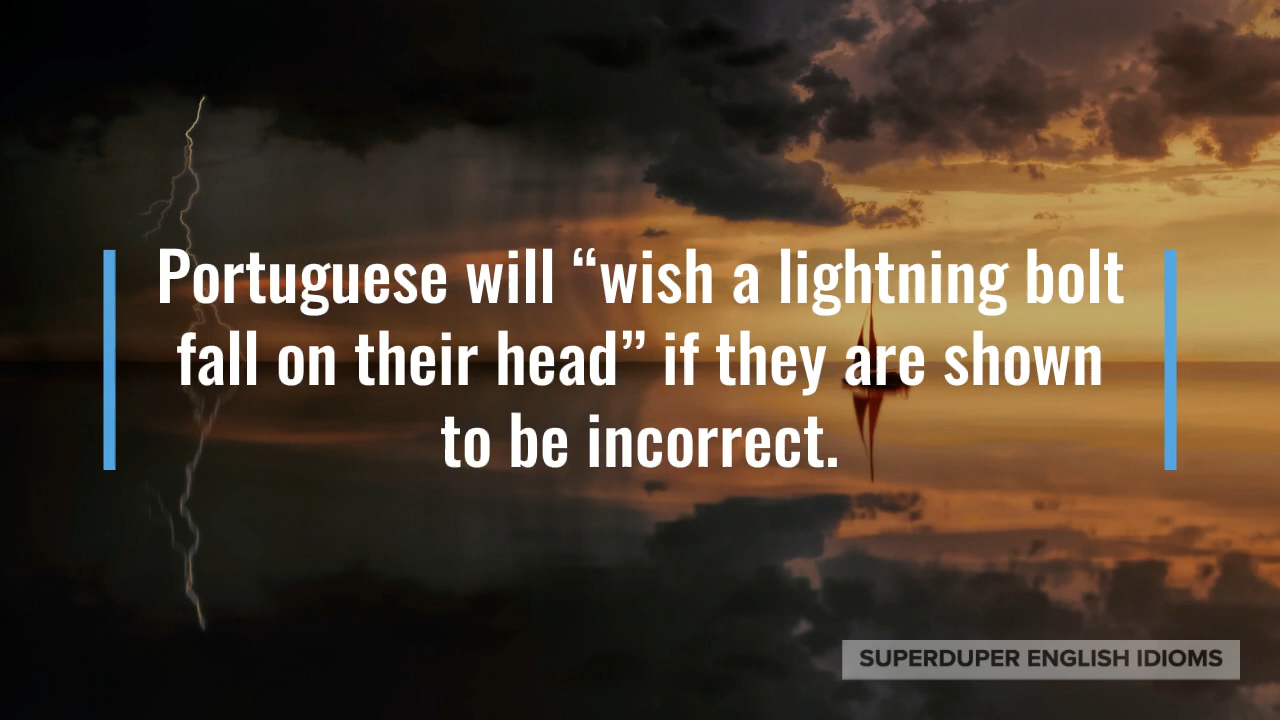 Portuguese will “wish a lightning bolt
fall on their head” if they are shown
to be incorrect.
SUPERDUPER ENGLISH IDIOMS